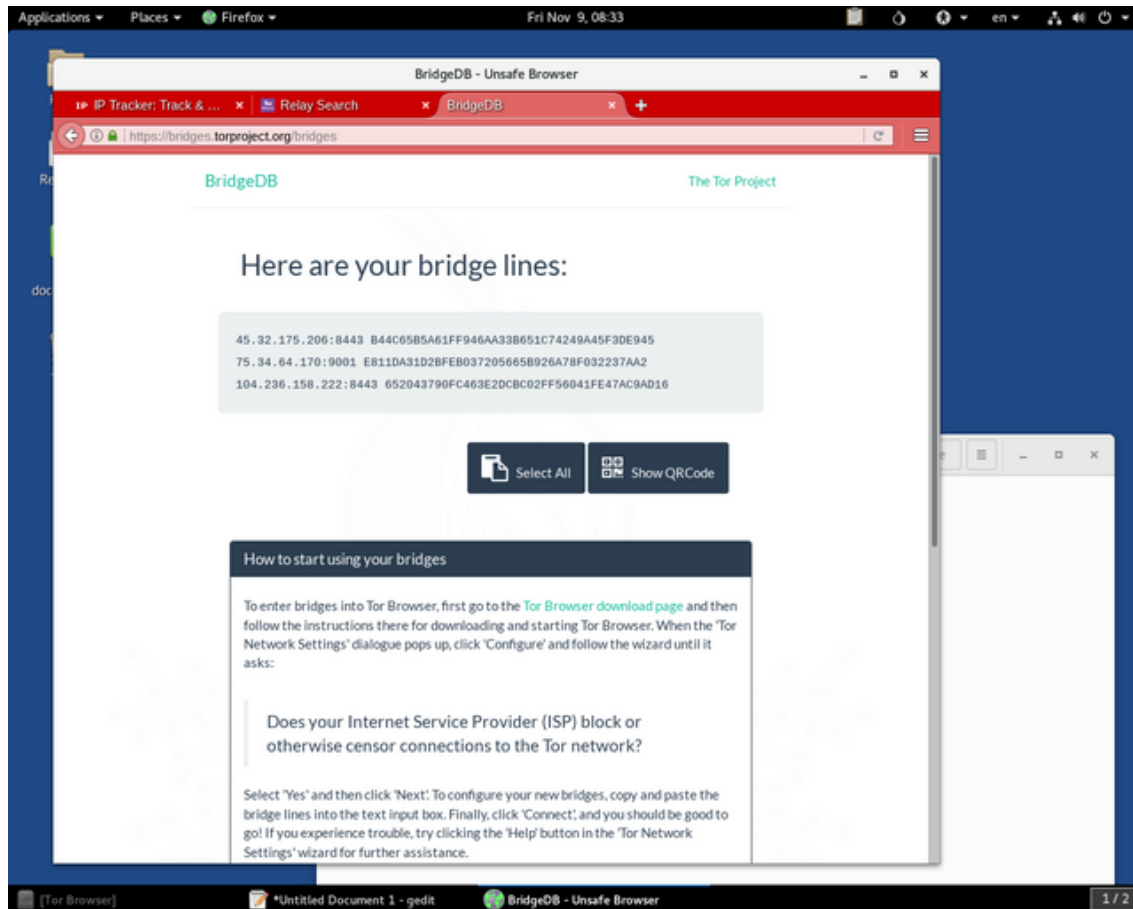 Applications Places Firefox Fri Nov 9, 08:33 en
BridgeDB - Unsafe Browser
IP IP Tracker: Track & ... Relay Search BridgeDB
https://bridges.torproject.org/bridges
Re
doc
BridgeDB The Tor Project
Here are your bridge lines:
45.32.175.206:8443 B44C65B5A61FF946AA33B651C74249A45F3DE945
75.34.64.170:9001 E811DA31D2BFEB037205665B926A78F032237AA2
104.236.158.222:8443 652043790FC463E2DCBC02FF56041FE47AC9AD16
Select All Show QRCode
How to start using your bridges
To enter bridges into Tor Browser, first go to the Tor Browser download page and then
follow the instructions there for downloading and starting Tor Browser. When the 'Tor
Network Settings' dialogue pops up, click 'Configure' and follow the wizard until it
asks:
Does your Internet Service Provider (ISP) block or
otherwise censor connections to the Tor network?
Select 'Yes' and then click 'Next'. To configure your new bridges, copy and paste the
bridge lines into the text input box. Finally, click 'Connect', and you should be good to
go! If you experience trouble, try clicking the 'Help' button in the 'Tor Network
Settings' wizard for further assistance.
[Tor Browser] *Untitled Document 1 - gedit BridgeDB - Unsafe Browser 1 / 2